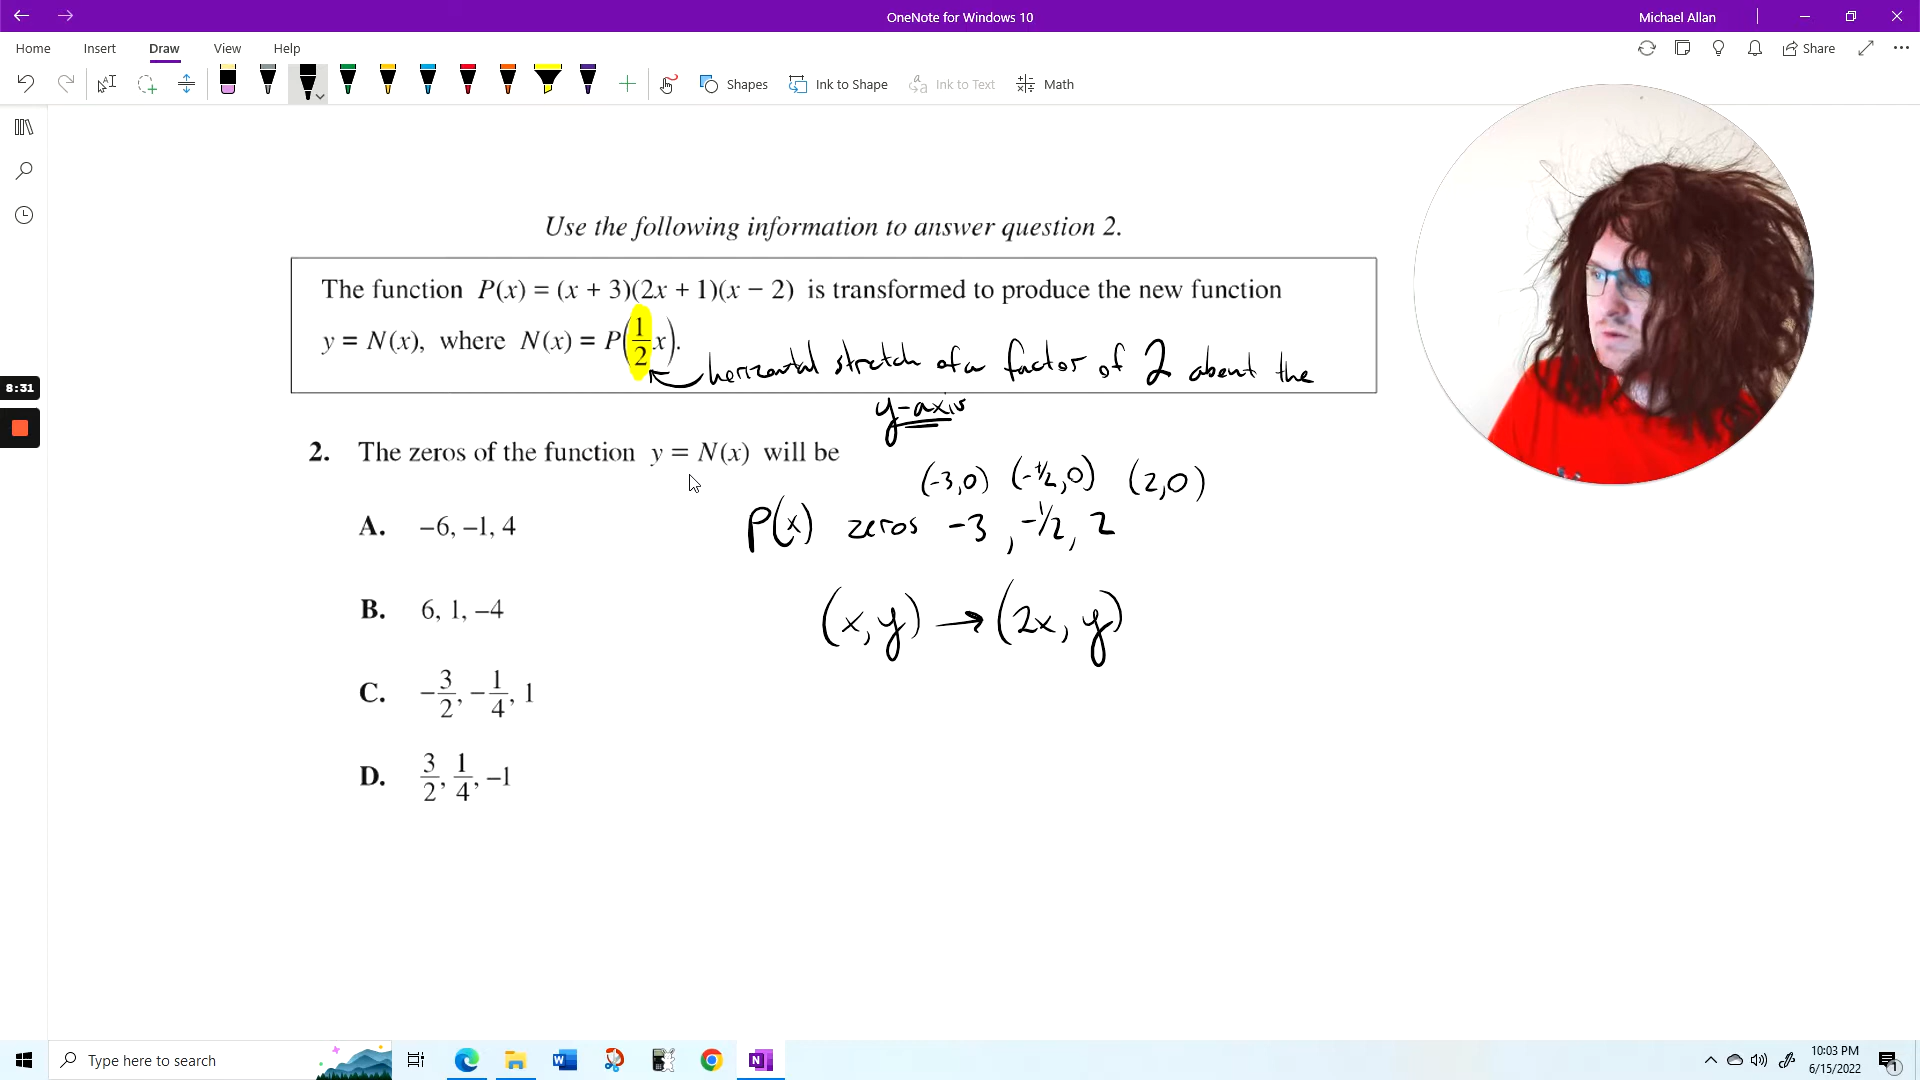 OneNote for Windows 10
Michael Allan
Home Insert Draw View Help
Share
Shapes Ink to Shape Ink to Text Math
Use the following information to answer question 2.
The function P(x) = (x + 3)(2x + 1)(x − 2) is transformed to produce the new function
y = N(x), where N(x) = P(1/2 x).
horizontal stretch of a factor of 2 about the
y-axis
8:31
2. The zeros of the function y = N(x) will be
(-3,0) (-1/2,0) (2,0)
P(x) zeros -3, -1/2, 2
A. −6, −1, 4
(x,y) → (2x, y)
B. 6, 1, −4
C. −3/2, −1/4, 1
D. 3/2, 1/4, −1
Type here to search
10:03 PM
6/15/2022
1